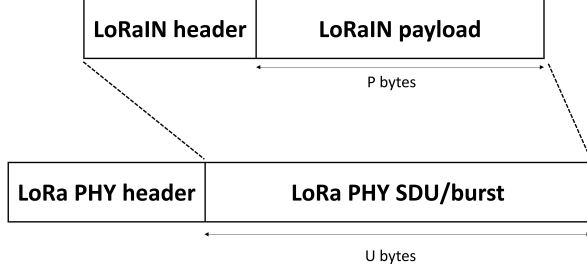 LoRaIN header LoRaIN payload
P bytes
LoRa PHY header LoRa PHY SDU/burst
U bytes